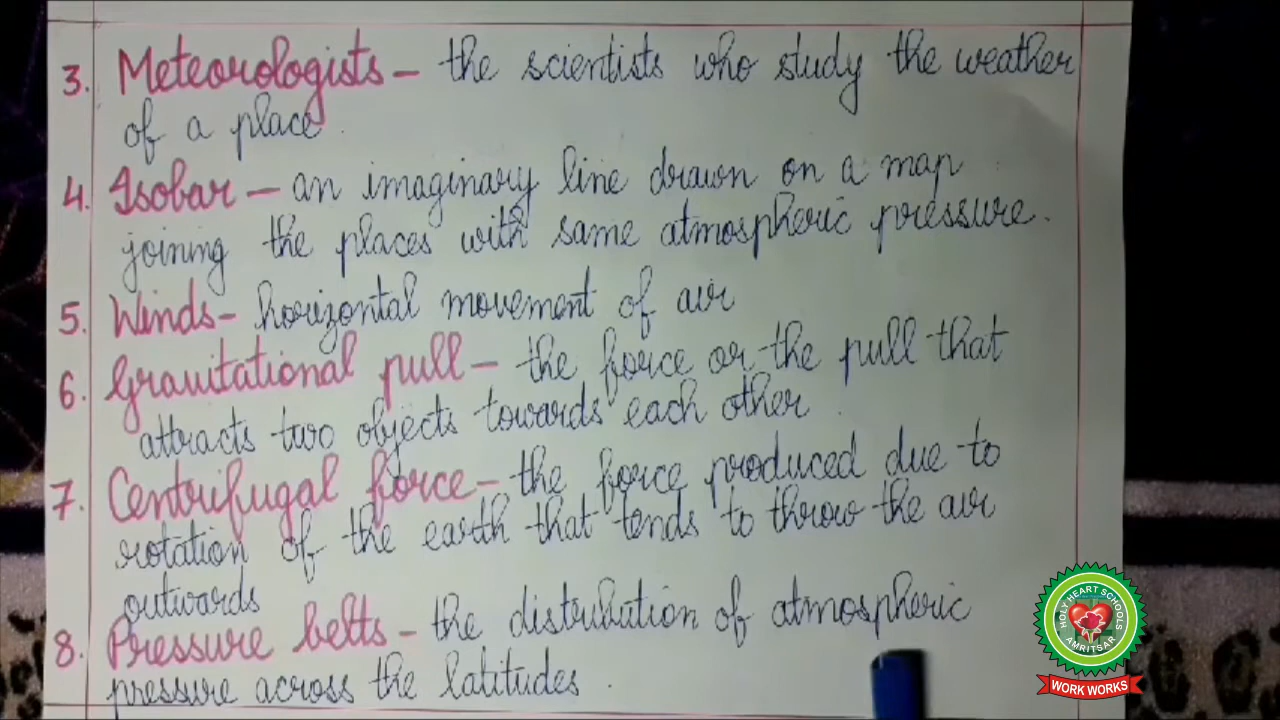 3. Meteorologists – the scientists who study the weather
of a place.
4. Isobar – an imaginary line drawn on a map
joining the places with same atmospheric pressure.
5. Winds – horizontal movement of air
6. Gravitational pull – the force or the pull that
attracts two objects towards each other
7. Centrifugal force – the force produced due to
rotation of the earth that tends to throw the air
outwards
8. Pressure belts – the distribution of atmospheric
pressure across the latitudes.
HOLY HEART SCHOOLS
AMRITSAR
WORK WORKS